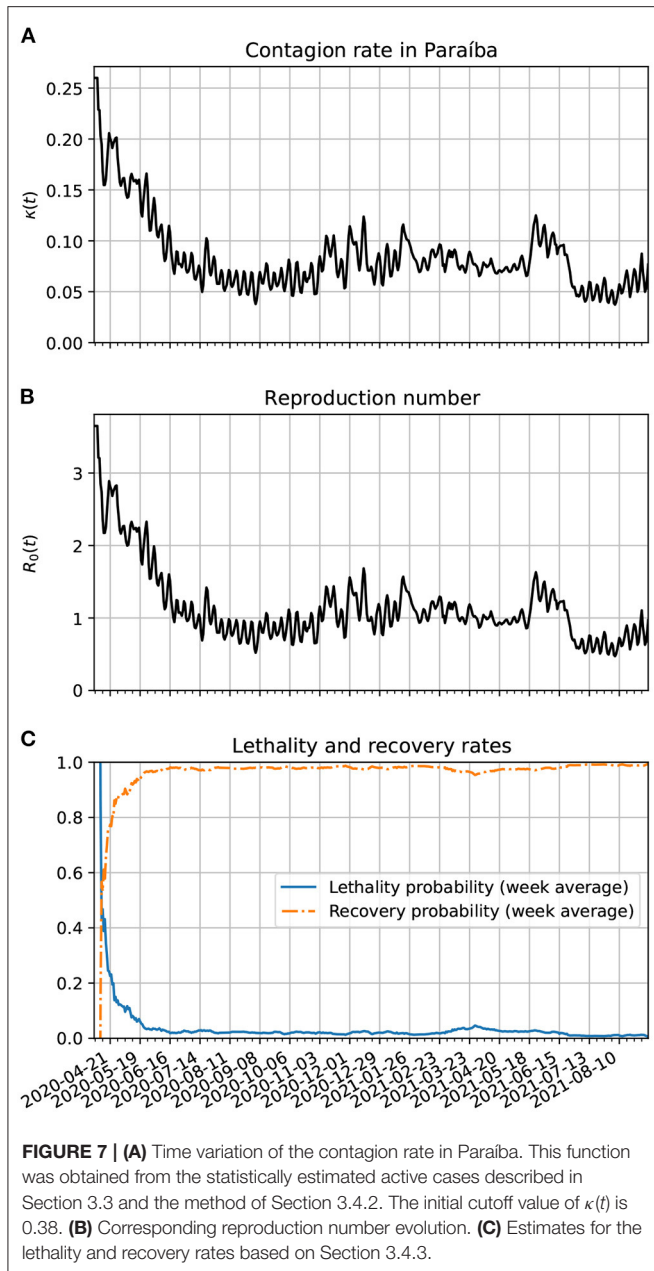 A
Contagion rate in Paraíba
0.25
0.20
0.15
0.10
0.05
0.00
κ(t)
B
Reproduction number
3
2
1
0
R₀(t)
C
Lethality and recovery rates
1.0
0.8
0.6
0.4
0.2
0.0
Lethality probability (week average)
Recovery probability (week average)
2020-04-21
2020-05-19
2020-06-16
2020-07-14
2020-08-11
2020-09-08
2020-10-06
2020-11-03
2020-12-01
2020-12-29
2021-01-26
2021-02-23
2021-03-23
2021-04-20
2021-05-18
2021-06-15
2021-07-13
2021-08-10
FIGURE 7 | (A) Time variation of the contagion rate in Paraíba. This function
was obtained from the statistically estimated active cases described in
Section 3.3 and the method of Section 3.4.2. The initial cutoff value of κ(t) is
0.38. (B) Corresponding reproduction number evolution. (C) Estimates for the
lethality and recovery rates based on Section 3.4.3.